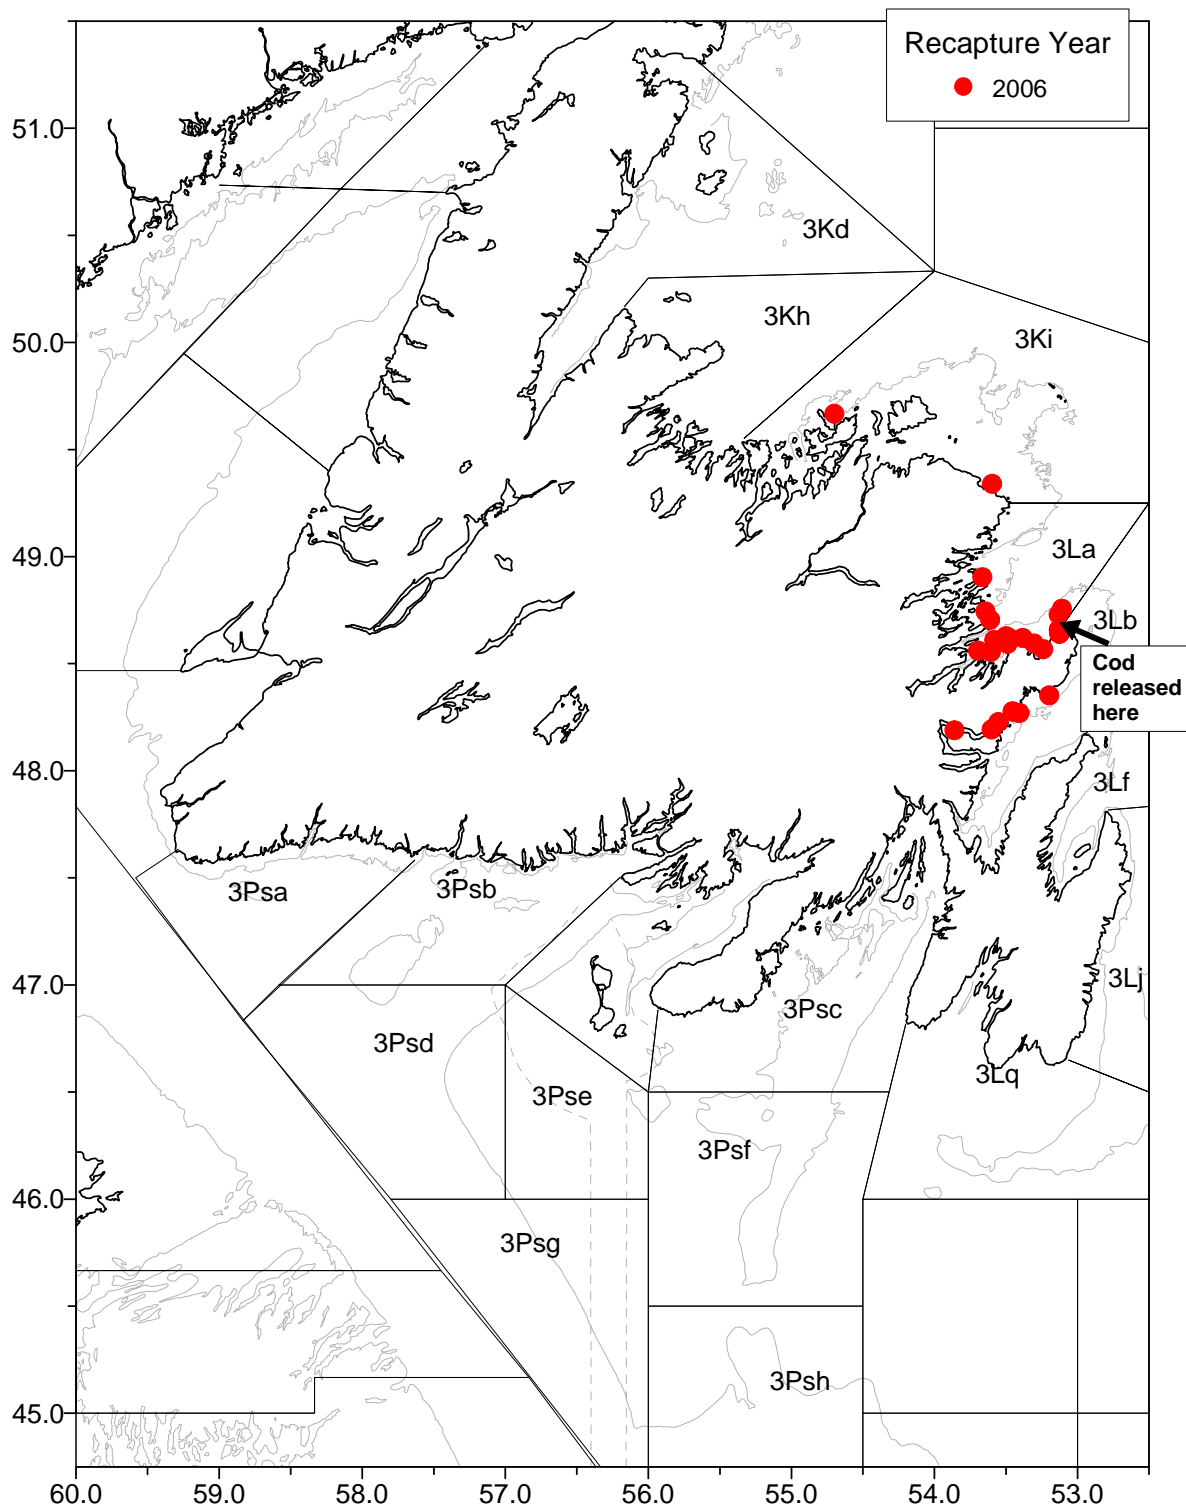 Recapture Year
2006
51.0
3Kd
3Kh
50.0
3Ki
49.0
3La
3Lb
Cod
released
here
48.0
3Lf
3Psa
3Psb
47.0
3Lj
3Psc
3Psd
3Lq
3Pse
3Psf
46.0
3Psg
3Psh
45.0
60.0 59.0 58.0 57.0 56.0 55.0 54.0 53.0